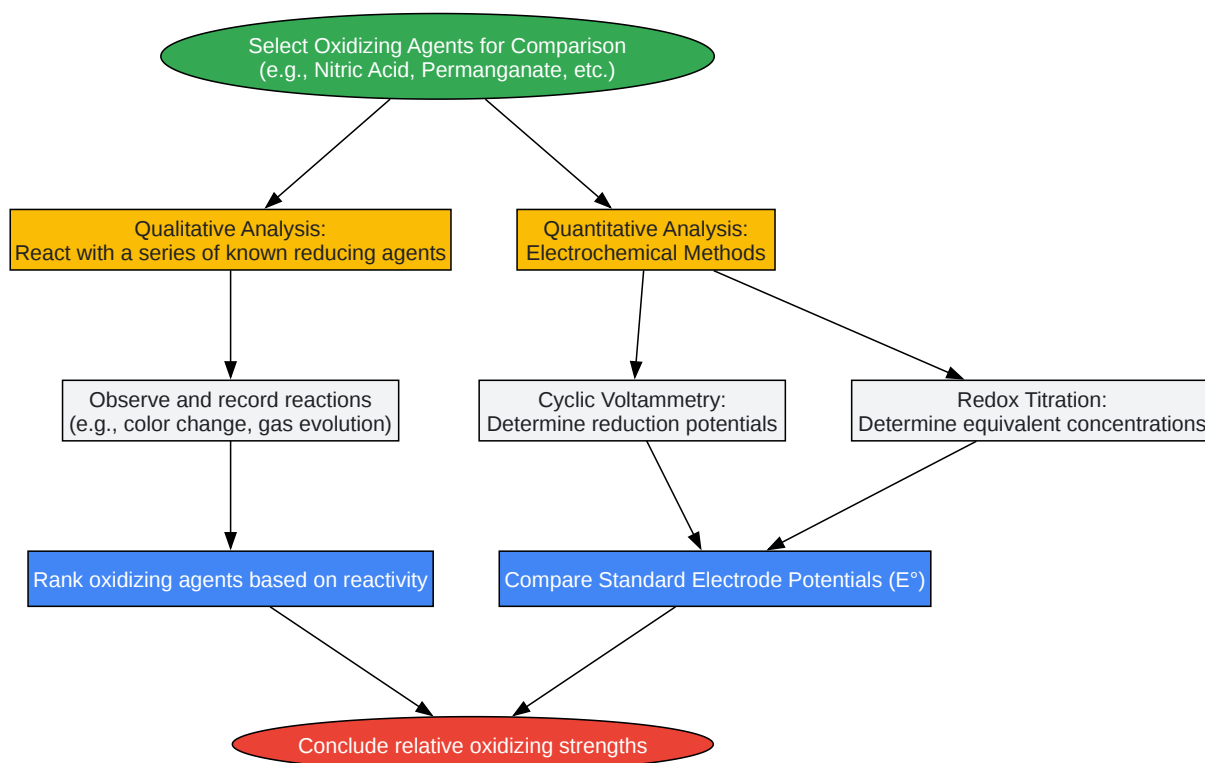 Select Oxidizing Agents for Comparison
(e.g., Nitric Acid, Permanganate, etc.)
Qualitative Analysis:
React with a series of known reducing agents
Quantitative Analysis:
Electrochemical Methods
Observe and record reactions
(e.g., color change, gas evolution)
Cyclic Voltammetry:
Determine reduction potentials
Redox Titration:
Determine equivalent concentrations
Rank oxidizing agents based on reactivity
Compare Standard Electrode Potentials (E°)
Conclude relative oxidizing strengths